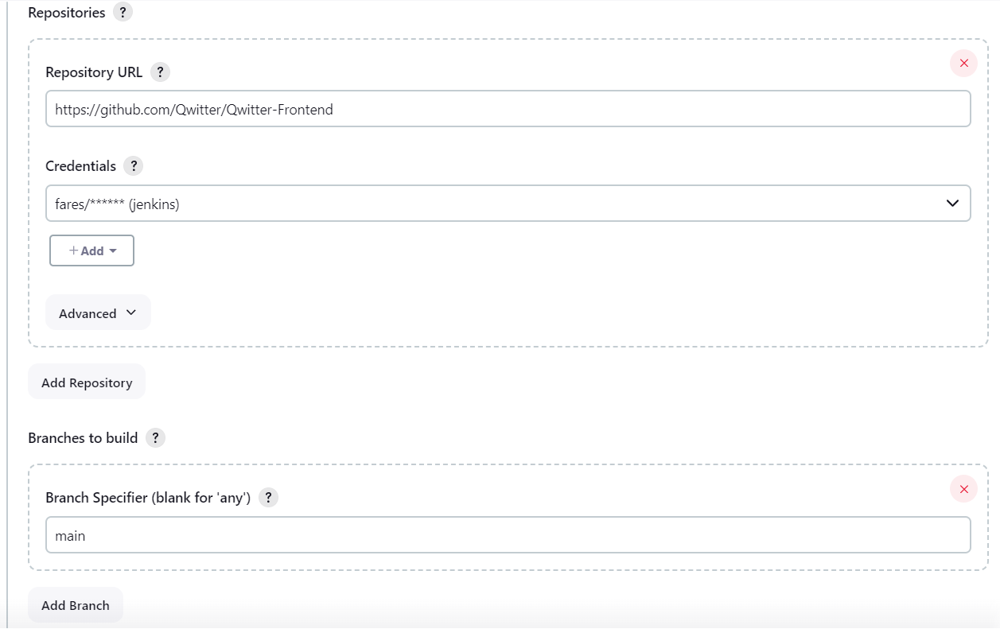 Repositories ?
Repository URL ?
https://github.com/Qwitter/Qwitter-Frontend
Credentials ?
fares/****** (jenkins)
+ Add
Advanced
Add Repository
Branches to build ?
Branch Specifier (blank for 'any') ?
main
Add Branch